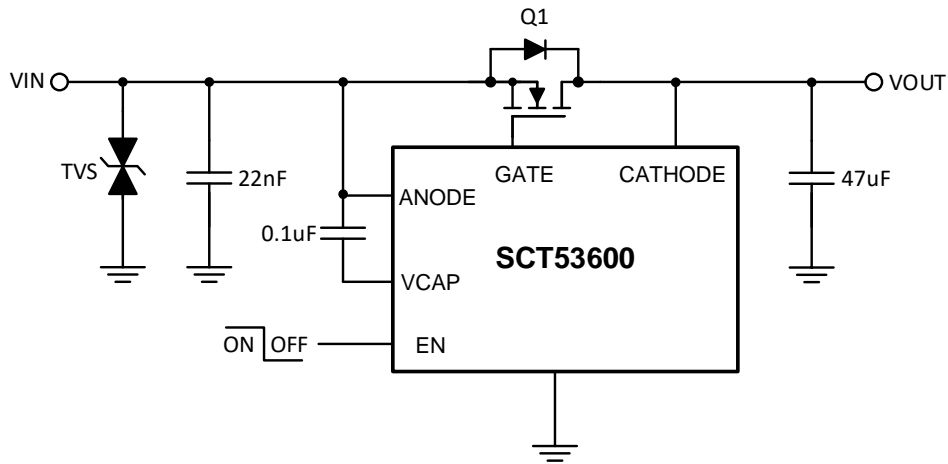 Q1
VIN
VOUT
TVS
22nF
GATE
CATHODE
47uF
ANODE
0.1uF
SCT53600
VCAP
ON OFF
EN